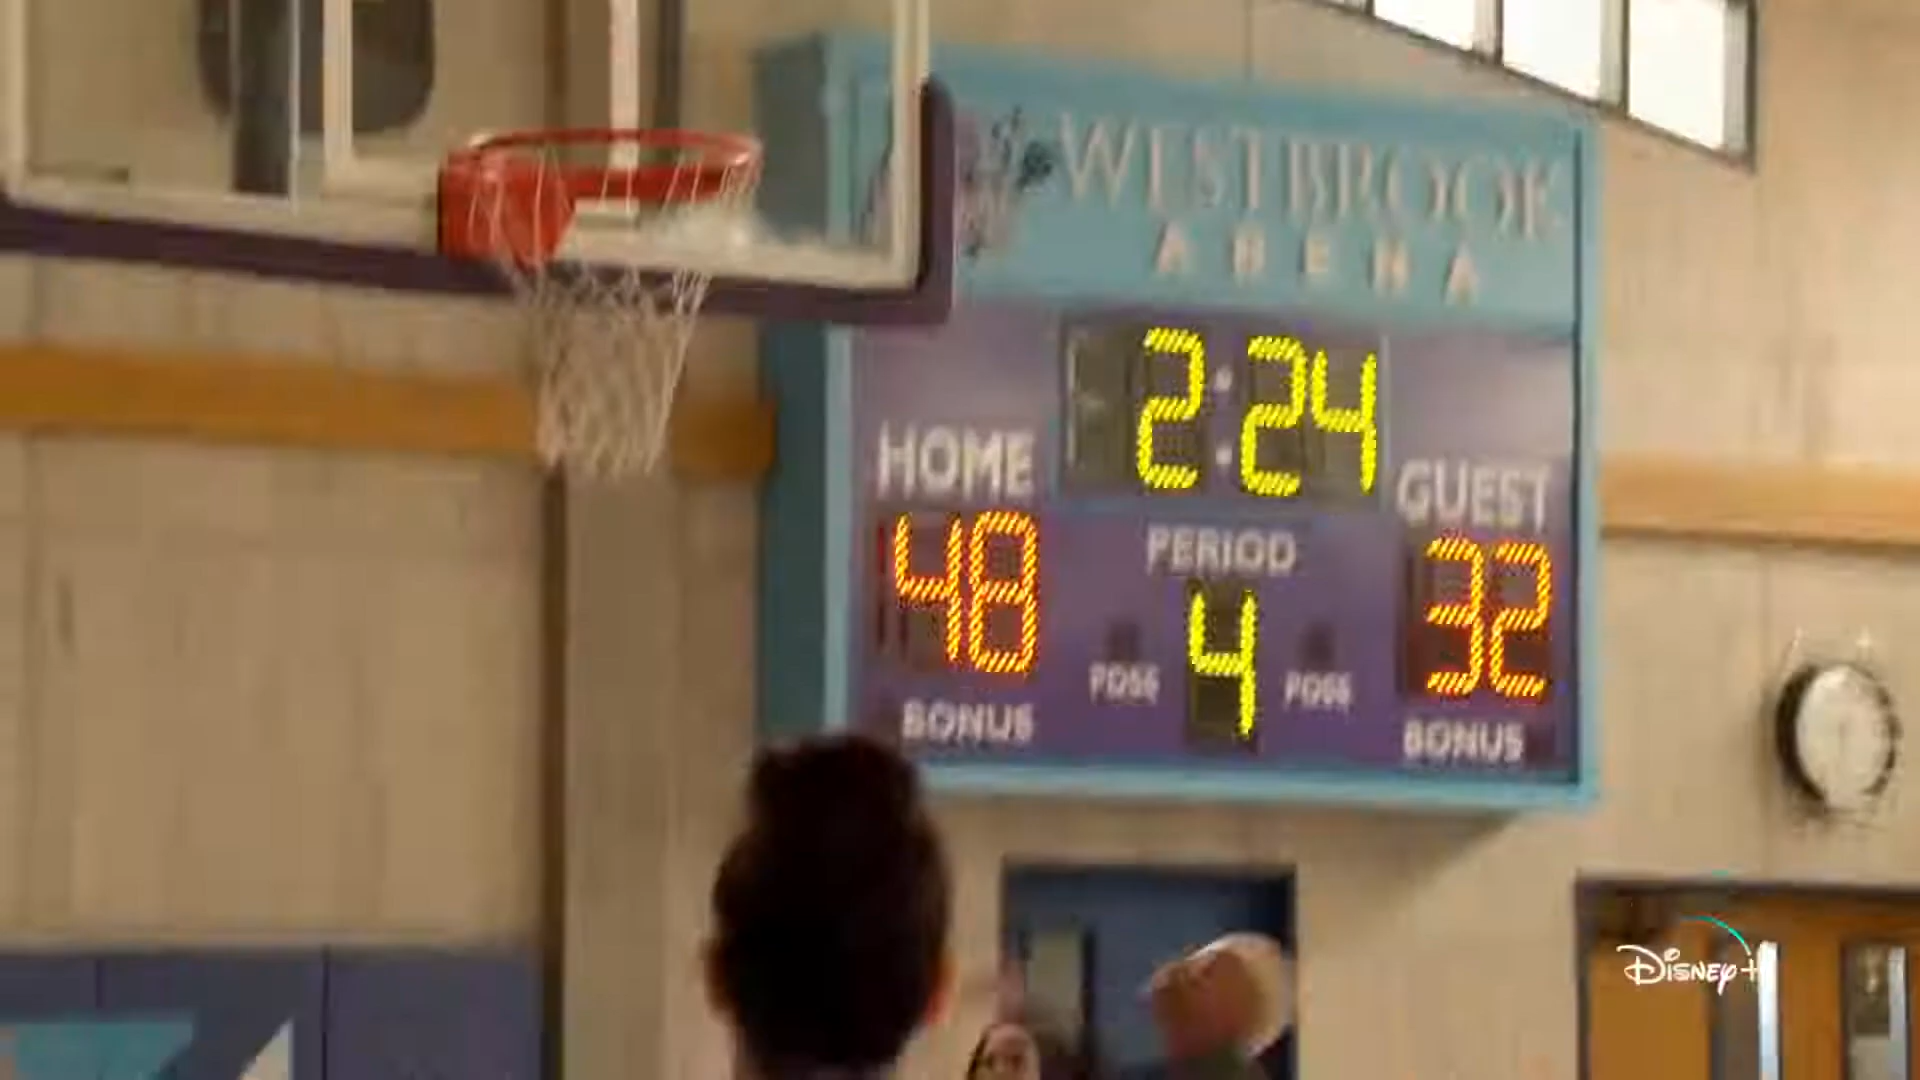 WESTBROOK
ARENA
2:24
HOME
GUEST
48
PERIOD
32
4
POSS
POSS
BONUS
BONUS
Disney+